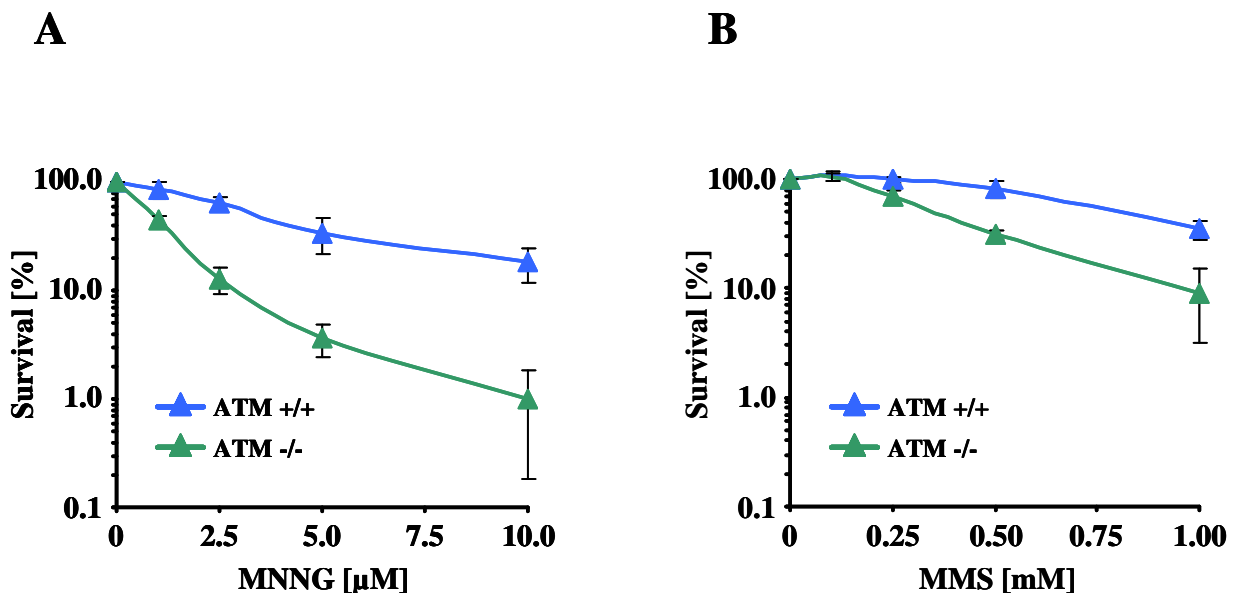 A
B
100.0
10.0
1.0
0.1
Survival [%]
ATM +/+
ATM -/-
0
2.5
5.0
7.5
10.0
MNNG [µM]
100.0
10.0
1.0
0.1
Survival [%]
ATM +/+
ATM -/-
0
0.25
0.50
0.75
1.00
MMS [mM]